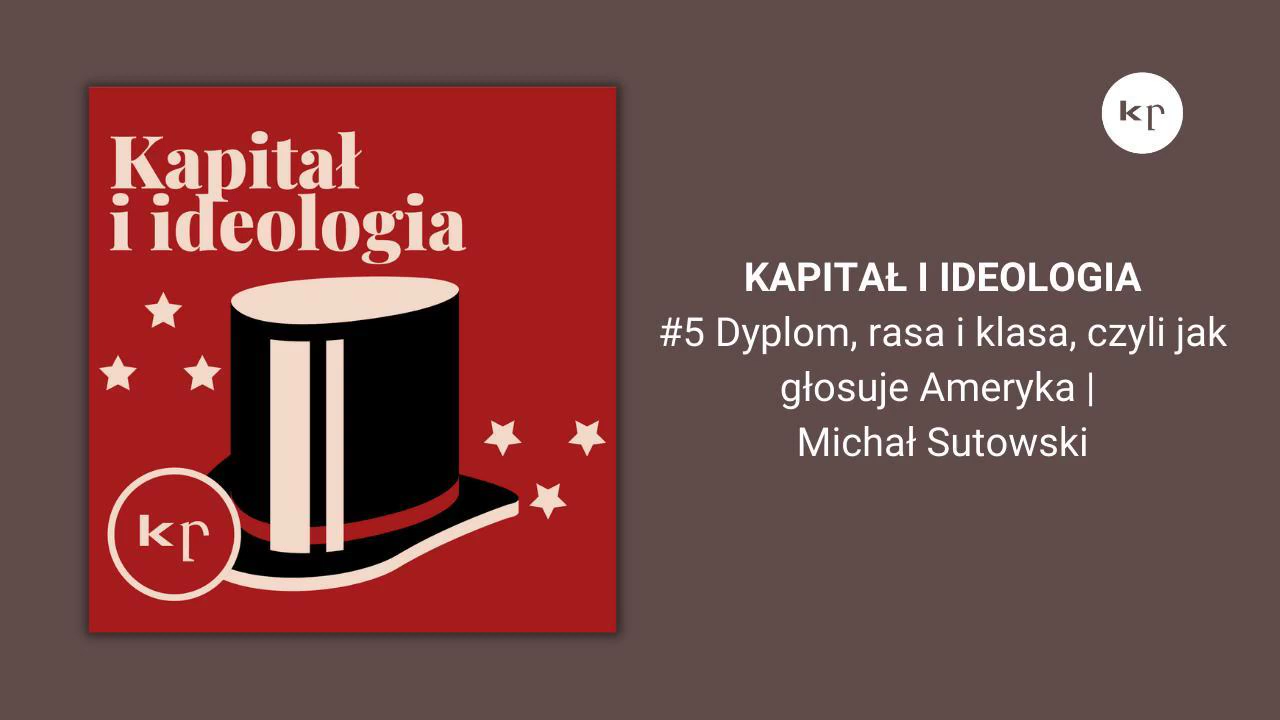 Kapitał
i ideologia
kr
kr
KAPITAŁ I IDEOLOGIA
#5 Dyplom, rasa i klasa, czyli jak
głosuje Ameryka |
Michał Sutowski